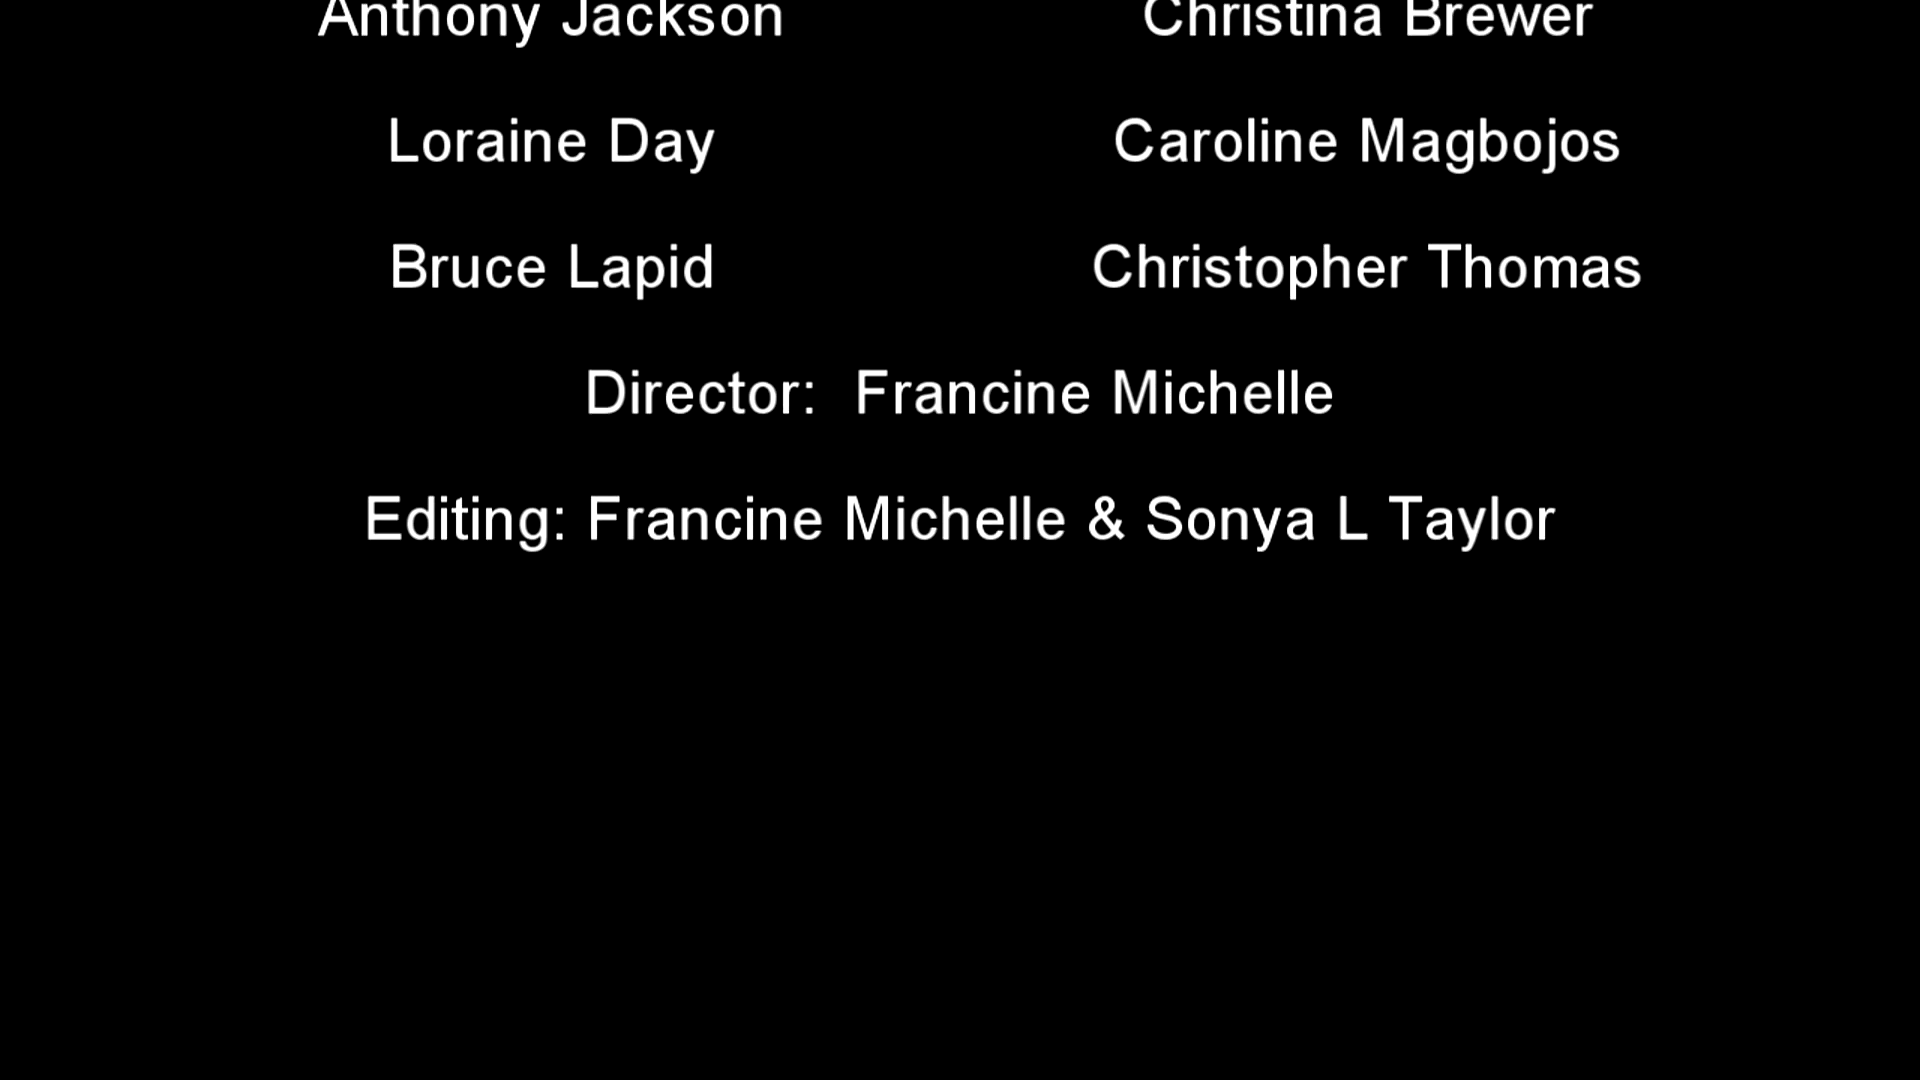 Anthony Jackson Christina Brewer
Loraine Day Caroline Magbojos
Bruce Lapid Christopher Thomas
Director:  Francine Michelle
Editing: Francine Michelle & Sonya L Taylor